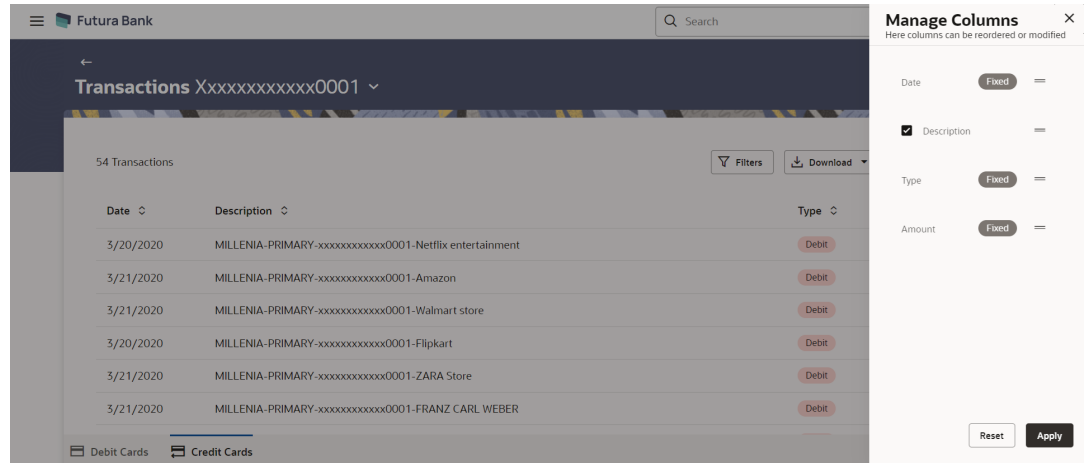 Futura Bank
Search
Transactions Xxxxxxxxxxxx0001
54 Transactions
Filters
Download
Date Description Type
3/20/2020 MILLENIA-PRIMARY-xxxxxxxxxxxx0001-Netflix entertainment Debit
3/21/2020 MILLENIA-PRIMARY-xxxxxxxxxxxx0001-Amazon Debit
3/21/2020 MILLENIA-PRIMARY-xxxxxxxxxxxx0001-Walmart store Debit
3/20/2020 MILLENIA-PRIMARY-xxxxxxxxxxxx0001-Flipkart Debit
3/21/2020 MILLENIA-PRIMARY-xxxxxxxxxxxx0001-ZARA Store Debit
3/21/2020 MILLENIA-PRIMARY-xxxxxxxxxxxx0001-FRANZ CARL WEBER Debit
Debit Cards Credit Cards
Manage Columns
Here columns can be reordered or modified
Date Fixed
Description
Type Fixed
Amount Fixed
Reset Apply